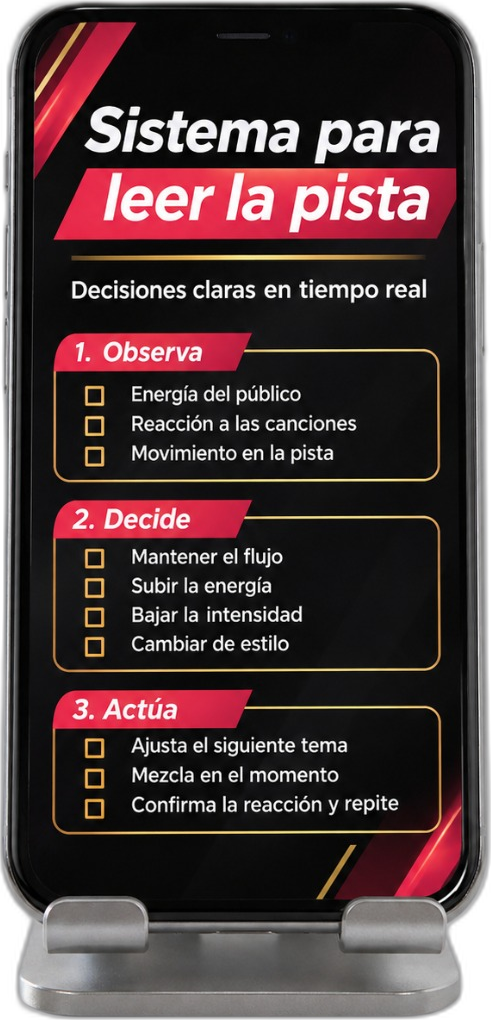 Sistema para
leer la pista
Decisiones claras en tiempo real
1. Observa
Energía del público
Reacción a las canciones
Movimiento en la pista
2. Decide
Mantener el flujo
Subir la energía
Bajar la intensidad
Cambiar de estilo
3. Actúa
Ajusta el siguiente tema
Mezcla en el momento
Confirma la reacción y repite